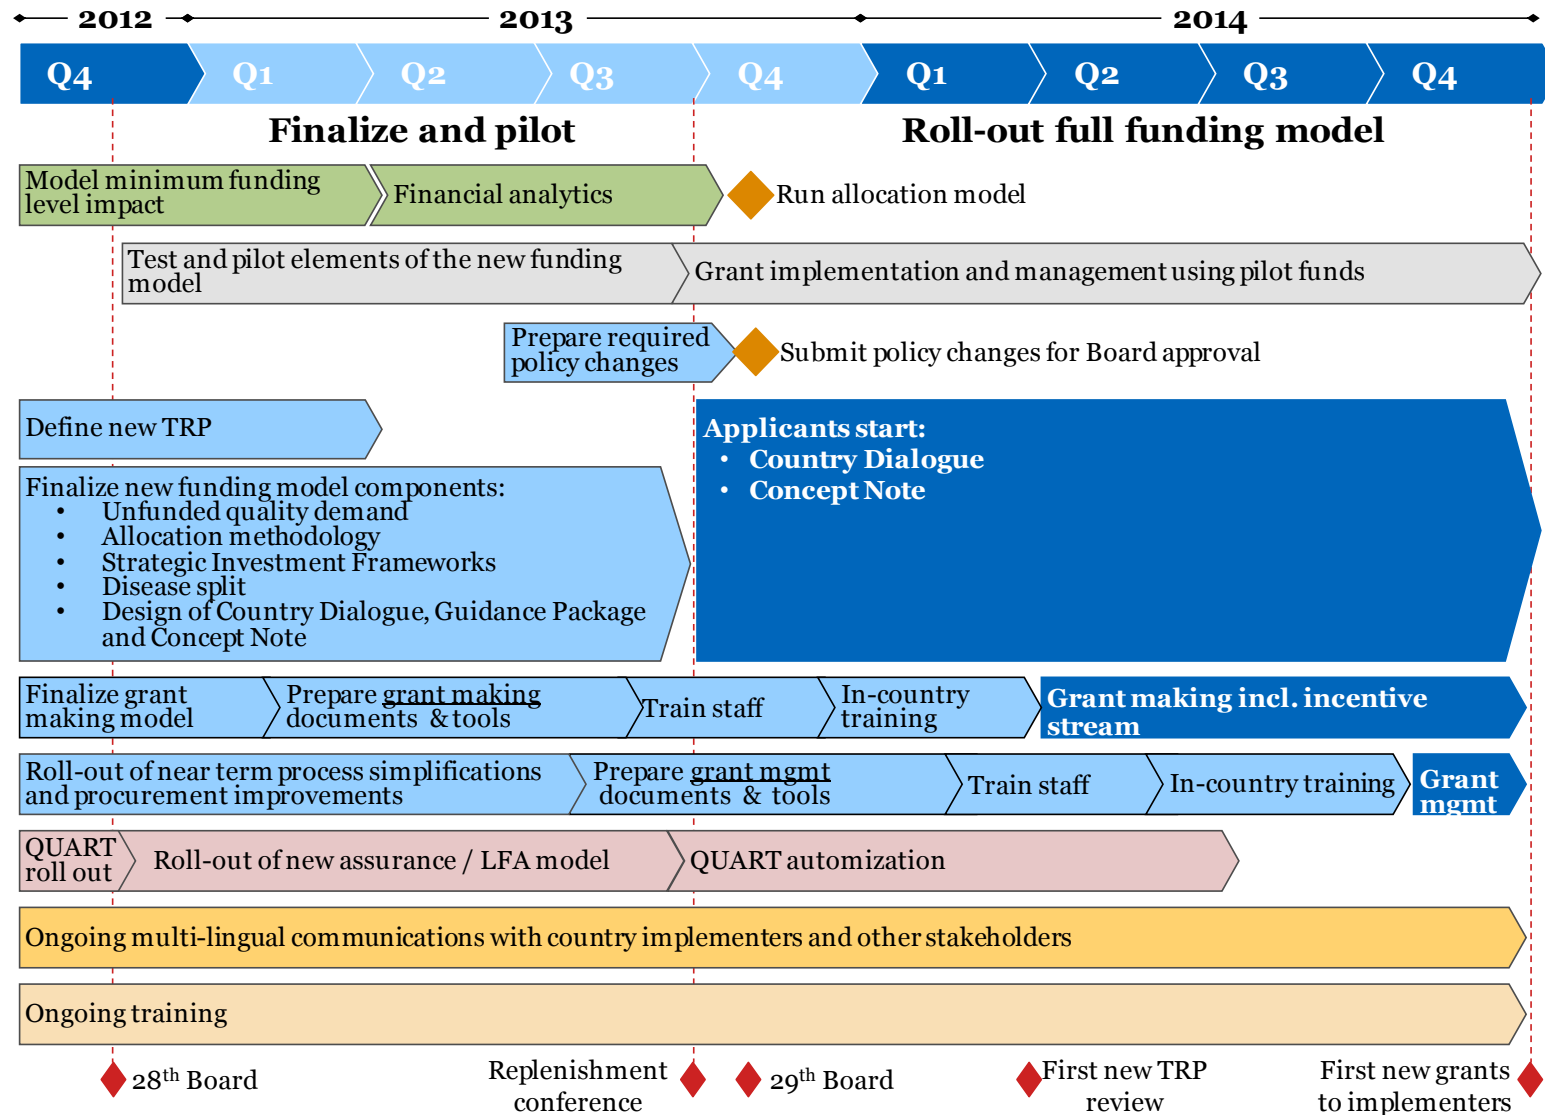 2012
2013
2014
Q4
Q1
Q2
Q3
Q4
Q1
Q2
Q3
Q4
Finalize and pilot
Roll-out full funding model
Model minimum funding
level impact
Financial analytics
Run allocation model
Test and pilot elements of the new funding
model
Grant implementation and management using pilot funds
Prepare required
policy changes
Submit policy changes for Board approval
Define new TRP
Applicants start:
• Country Dialogue
• Concept Note
Finalize new funding model components:
• Unfunded quality demand
• Allocation methodology
• Strategic Investment Frameworks
• Disease split
• Design of Country Dialogue, Guidance Package
and Concept Note
Finalize grant
making model
Prepare grant making
documents & tools
Train staff
In-country
training
Grant making incl. incentive
stream
Roll-out of near term process simplifications
and procurement improvements
Prepare grant mgmt
documents & tools
Train staff
In-country training
Grant
mgmt
QUART
roll out
Roll-out of new assurance / LFA model
QUART automization
Ongoing multi-lingual communications with country implementers and other stakeholders
Ongoing training
28th Board
Replenishment
conference
29th Board
First new TRP
review
First new grants
to implementers